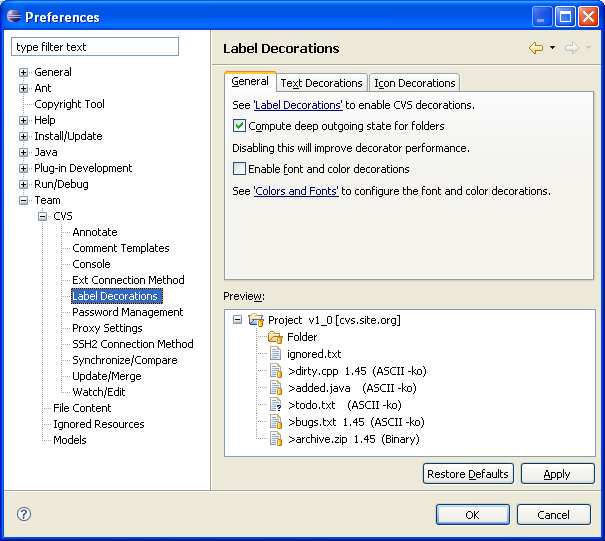 Preferences
type filter text
General
Ant
Copyright Tool
Help
Install/Update
Java
Plug-in Development
Run/Debug
Team
CVS
Annotate
Comment Templates
Console
Ext Connection Method
Label Decorations
Password Management
Proxy Settings
SSH2 Connection Method
Synchronize/Compare
Update/Merge
Watch/Edit
File Content
Ignored Resources
Models
Label Decorations
General Text Decorations Icon Decorations
See 'Label Decorations' to enable CVS decorations.
Compute deep outgoing state for folders
Disabling this will improve decorator performance.
Enable font and color decorations
See 'Colors and Fonts' to configure the font and color decorations.
Preview:
Project v1_0 [cvs.site.org]
Folder
ignored.txt
>dirty.cpp 1.45 (ASCII -ko)
>added.java (ASCII -ko)
>todo.txt (ASCII -ko)
>bugs.txt 1.45 (ASCII -ko)
>archive.zip 1.45 (Binary)
Restore Defaults Apply
? OK Cancel